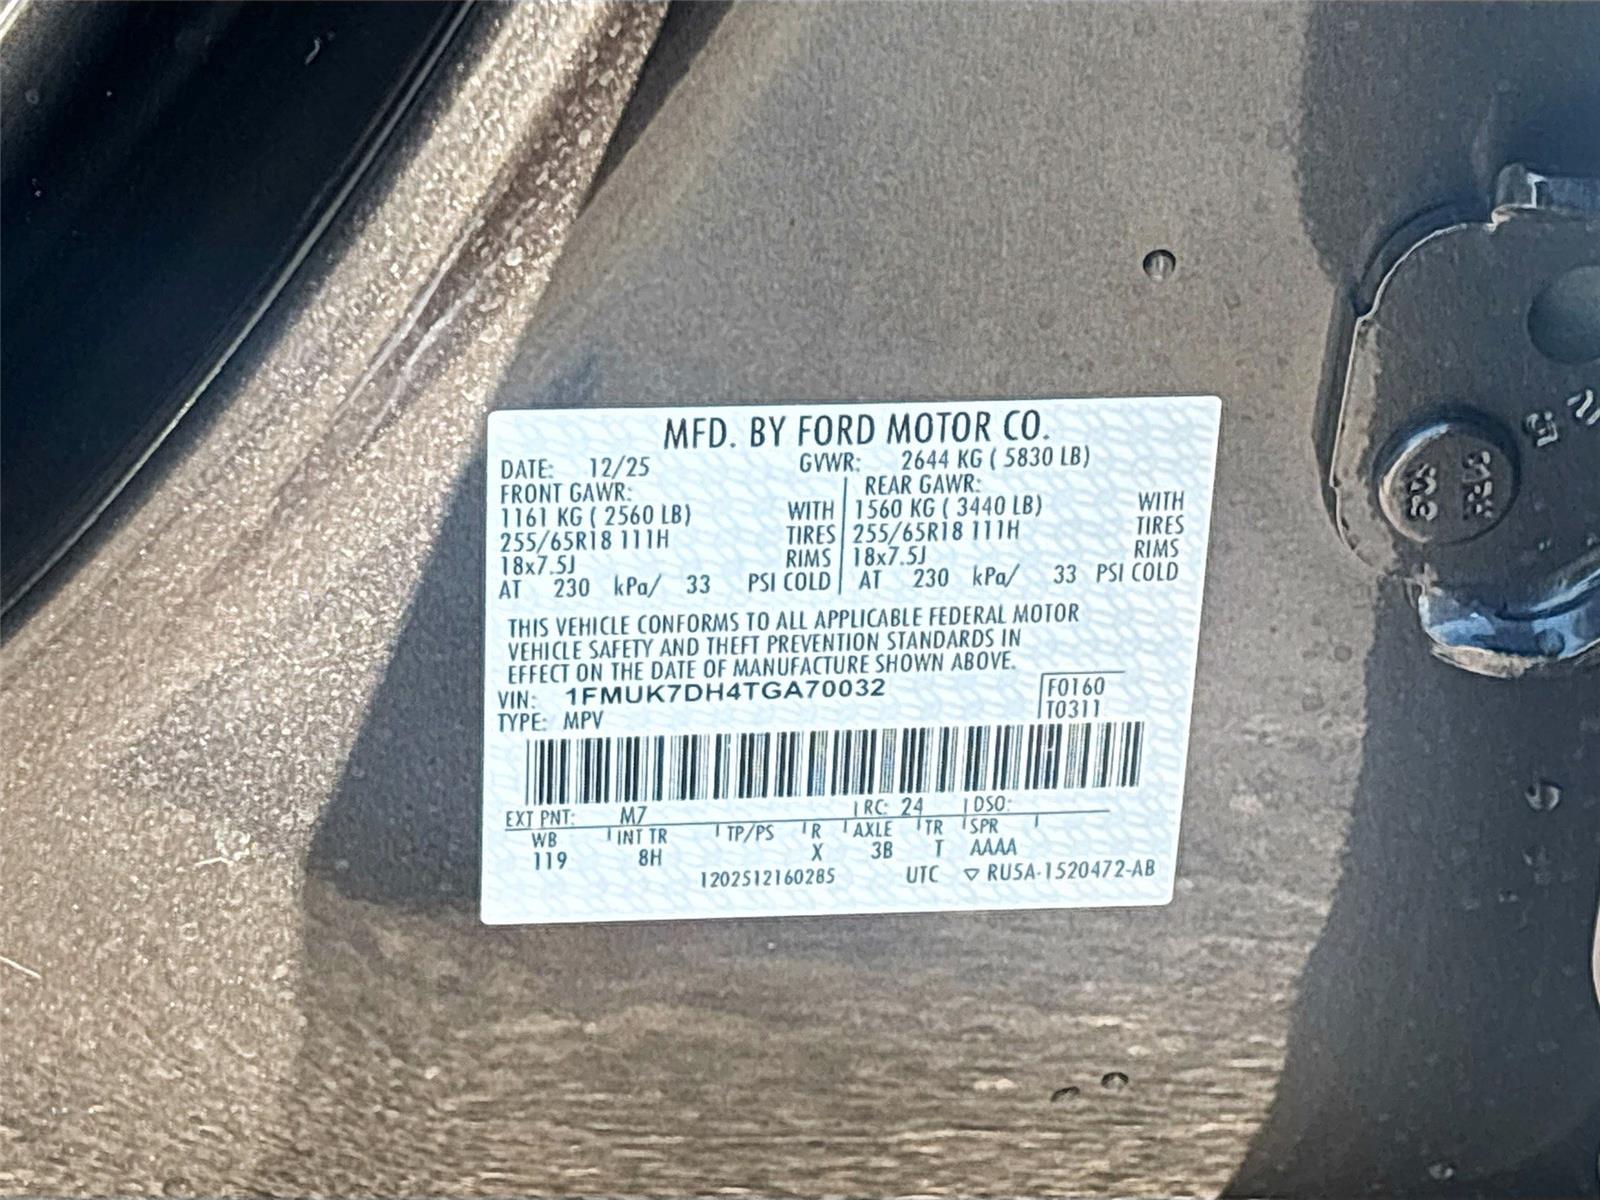 MFD. BY FORD MOTOR CO.
DATE: 12/25 GVWR: 2644 KG ( 5830 LB)
FRONT GAWR: REAR GAWR:
1161 KG ( 2560 LB) WITH 1560 KG ( 3440 LB) WITH
255/65R18 111H TIRES 255/65R18 111H TIRES
18x7.5J RIMS 18x7.5J RIMS
AT 230 kPa/ 33 PSI COLD AT 230 kPa/ 33 PSI COLD
THIS VEHICLE CONFORMS TO ALL APPLICABLE FEDERAL MOTOR
VEHICLE SAFETY AND THEFT PREVENTION STANDARDS IN
EFFECT ON THE DATE OF MANUFACTURE SHOWN ABOVE.
VIN: 1FMUK7DH4TGA70032 F0160
TYPE: MPV T0311
EXT PNT: M7 RC: 24 DSO:
WB INT TR TP/PS R AXLE TR SPR
119 8H X 3B T AAAA
1202512160285 UTC ▽ RU5A-1520472-AB